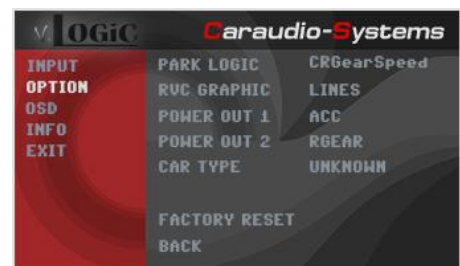 v.LOGiC Caraudio-Systems
INPUT
OPTION
OSD
INFO
EXIT
PARK LOGIC CRGearSpeed
RVC GRAPHIC LINES
POWER OUT 1 ACC
POWER OUT 2 RGEAR
CAR TYPE UNKNOWN
FACTORY RESET
BACK